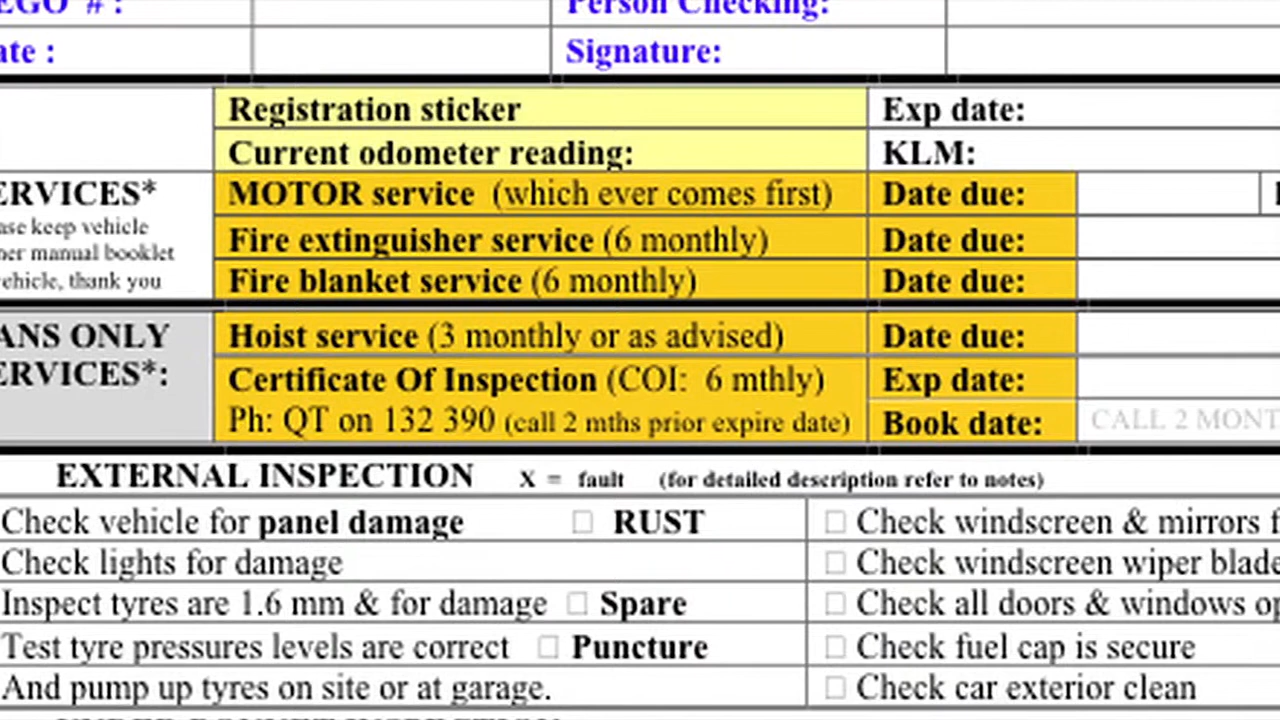 EGO # : Person Checking:
ate : Signature:
Registration sticker Exp date:
Current odometer reading: KLM:
ERVICES* MOTOR service (which ever comes first) Date due:
ase keep vehicle
Fire extinguisher service (6 monthly) Date due:
ner manual booklet
vehicle, thank you Fire blanket service (6 monthly) Date due:
ANS ONLY Hoist service (3 monthly or as advised) Date due:
ERVICES*: Certificate Of Inspection (COI: 6 mthly) Exp date:
Ph: QT on 132 390 (call 2 mths prior expire date) Book date: CALL 2 MONT
EXTERNAL INSPECTION X = fault (for detailed description refer to notes)
Check vehicle for panel damage ☐ RUST ☐ Check windscreen & mirrors f
Check lights for damage ☐ Check windscreen wiper blade
Inspect tyres are 1.6 mm & for damage ☐ Spare ☐ Check all doors & windows op
Test tyre pressures levels are correct ☐ Puncture ☐ Check fuel cap is secure
And pump up tyres on site or at garage. ☐ Check car exterior clean